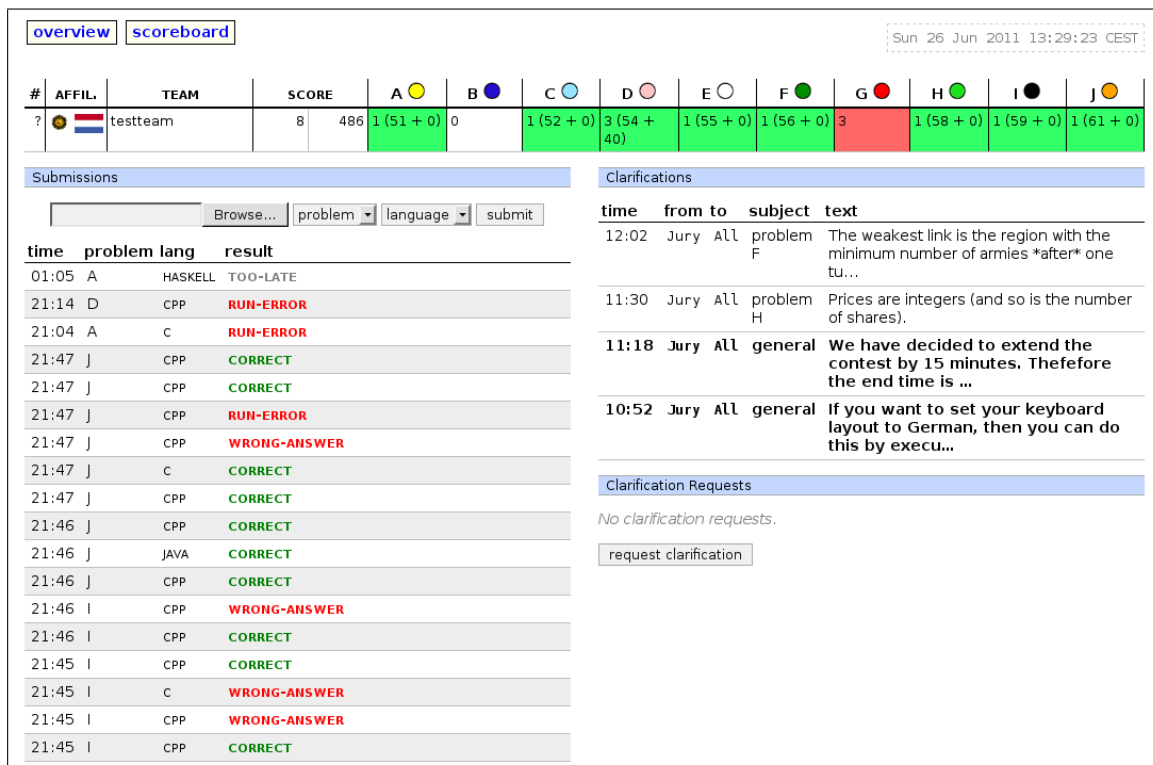 overview scoreboard
Sun 26 Jun 2011 13:29:23 CEST
# AFFIL. TEAM SCORE A B C D E F G H I J
? testteam 8 486 1 (51 + 0) 0 1 (52 + 0) 3 (54 + 1 (55 + 0) 1 (56 + 0) 3 1 (58 + 0) 1 (59 + 0) 1 (61 + 0)
40)
Submissions
Browse... problem language submit
time problem lang result
01:05 A HASKELL TOO-LATE
21:14 D CPP RUN-ERROR
21:04 A C RUN-ERROR
21:47 J CPP CORRECT
21:47 J CPP CORRECT
21:47 J CPP RUN-ERROR
21:47 J CPP WRONG-ANSWER
21:47 J C CORRECT
21:47 J CPP CORRECT
21:46 J CPP CORRECT
21:46 J JAVA CORRECT
21:46 J CPP CORRECT
21:46 I CPP WRONG-ANSWER
21:46 I CPP CORRECT
21:45 I CPP CORRECT
21:45 I C WRONG-ANSWER
21:45 I CPP WRONG-ANSWER
21:45 I CPP CORRECT
Clarifications
time from to subject text
12:02 Jury All problem The weakest link is the region with the
F minimum number of armies *after* one
tu...
11:30 Jury All problem Prices are integers (and so is the number
H of shares).
11:18 Jury All general We have decided to extend the
contest by 15 minutes. Thefefore
the end time is ...
10:52 Jury All general If you want to set your keyboard
layout to German, then you can do
this by execu...
Clarification Requests
No clarification requests.
request clarification